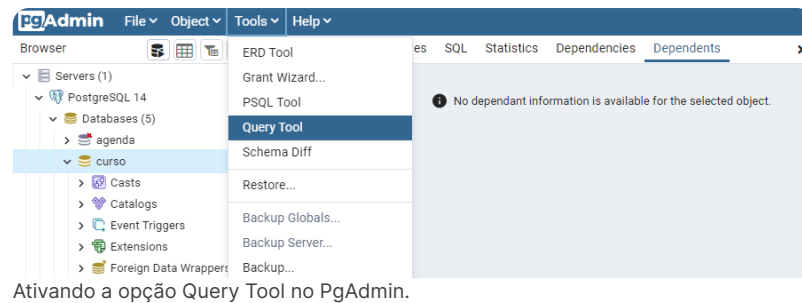 pgAdmin File Object Tools Help
Browser
es SQL Statistics Dependencies Dependents
Servers (1)
PostgreSQL 14
Databases (5)
agenda
curso
Casts
Catalogs
Event Triggers
Extensions
Foreign Data Wrappers
ERD Tool
Grant Wizard...
PSQL Tool
Query Tool
Schema Diff
Restore...
Backup Globals...
Backup Server...
Backup...
No dependant information is available for the selected object.
Ativando a opção Query Tool no PgAdmin.